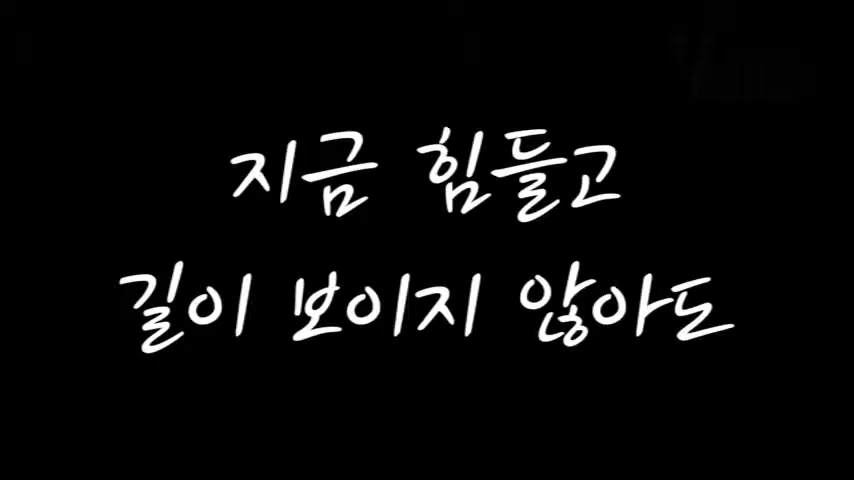 지금 힘들고
길이 보이지 않아도